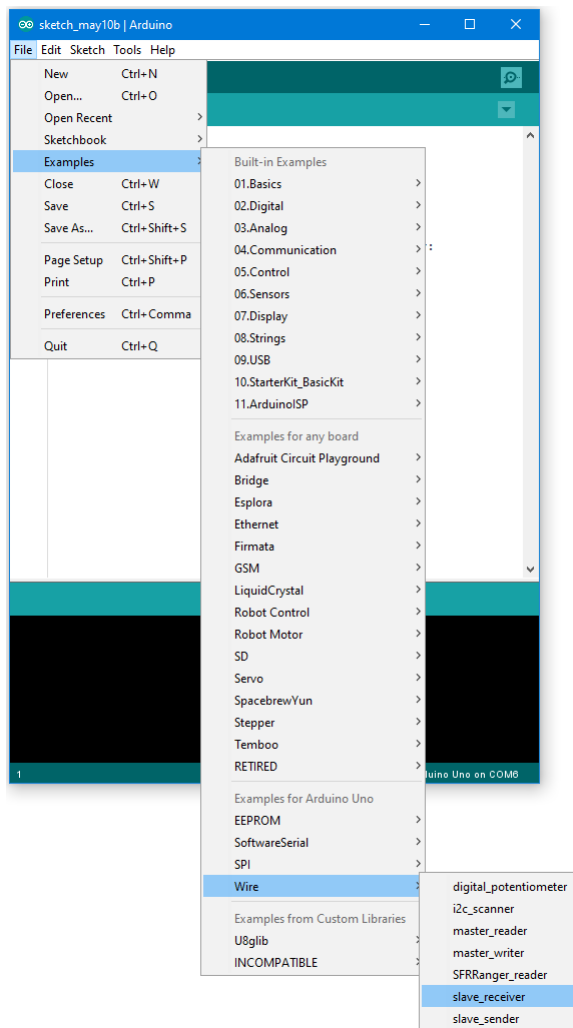 sketch_may10b | Arduino
File Edit Sketch Tools Help
New Ctrl+N
Open... Ctrl+O
Open Recent
Sketchbook
Examples
Close Ctrl+W
Save Ctrl+S
Save As... Ctrl+Shift+S
Page Setup Ctrl+Shift+P
Print Ctrl+P
Preferences Ctrl+Comma
Quit Ctrl+Q
Built-in Examples
01.Basics
02.Digital
03.Analog
04.Communication
05.Control
06.Sensors
07.Display
08.Strings
09.USB
10.StarterKit_BasicKit
11.ArduinoISP
Examples for any board
Adafruit Circuit Playground
Bridge
Esplora
Ethernet
Firmata
GSM
LiquidCrystal
Robot Control
Robot Motor
SD
Servo
SpacebrewYun
Stepper
Temboo
RETIRED
Examples for Arduino Uno
EEPROM
SoftwareSerial
SPI
Wire
Examples from Custom Libraries
U8glib
INCOMPATIBLE
digital_potentiometer
i2c_scanner
master_reader
master_writer
SFRRanger_reader
slave_receiver
slave_sender
1 duino Uno on COM6